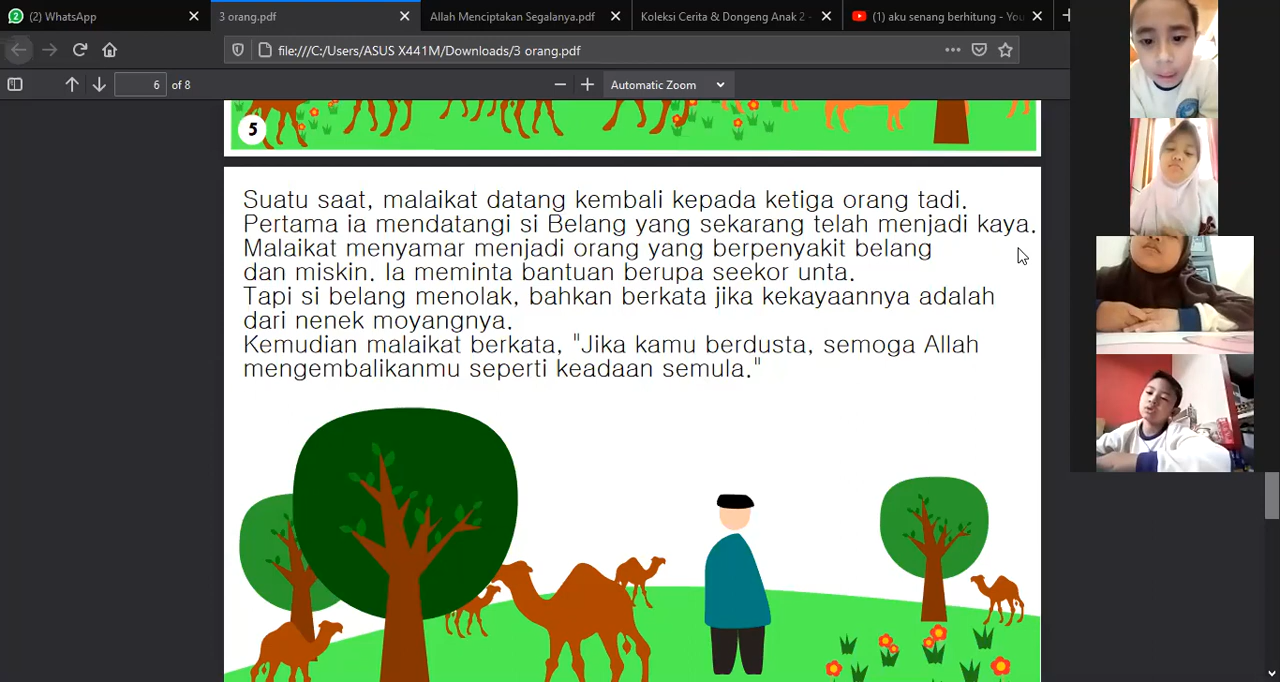 (2) WhatsApp
3 orang.pdf
Allah Menciptakan Segalanya.pdf
Koleksi Cerita & Dongeng Anak 2 -
(1) aku senang berhitung - You
file:///C:/Users/ASUS X441M/Downloads/3 orang.pdf
6 of 8
Automatic Zoom
5
Suatu saat, malaikat datang kembali kepada ketiga orang tadi.
Pertama ia mendatangi si Belang yang sekarang telah menjadi kaya.
Malaikat menyamar menjadi orang yang berpenyakit belang
dan miskin. Ia meminta bantuan berupa seekor unta.
Tapi si belang menolak, bahkan berkata jika kekayaannya adalah
dari nenek moyangnya.
Kemudian malaikat berkata, "Jika kamu berdusta, semoga Allah
mengembalikanmu seperti keadaan semula."